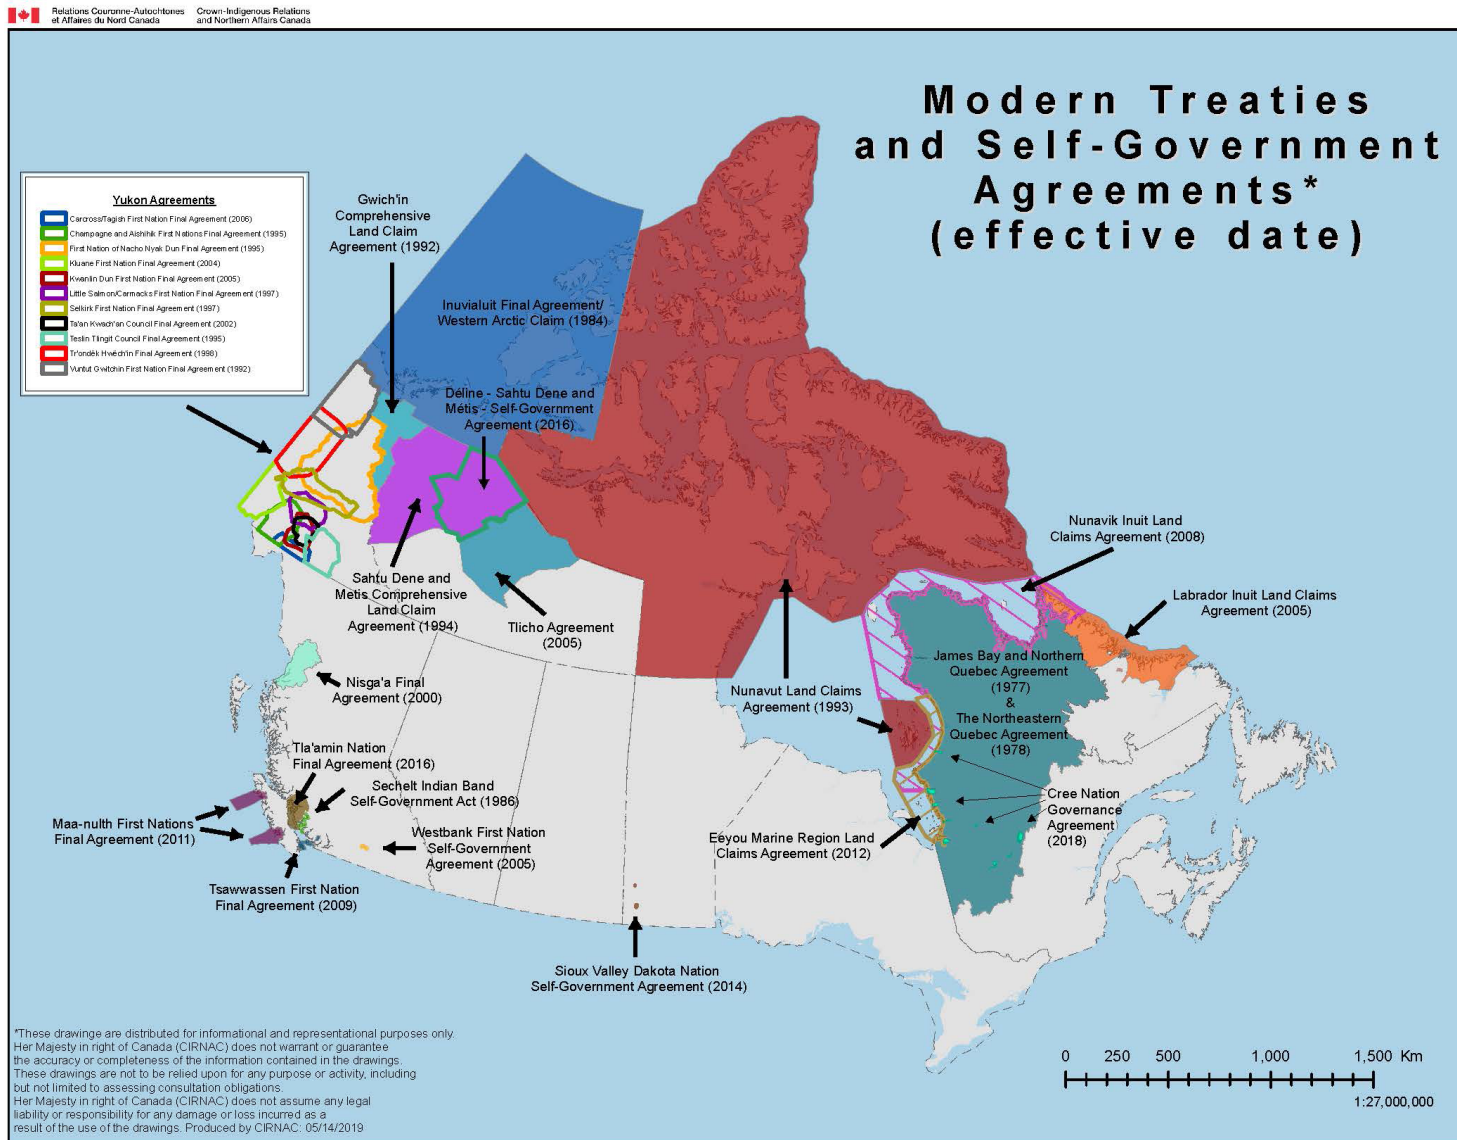 Relations Couronne-Autochtones
et Affaires du Nord Canada
Crown-Indigenous Relations
and Northern Affairs Canada
Modern Treaties
and Self-Government
Agreements*
(effective date)
Yukon Agreements
Carcross/Tagish First Nation Final Agreement (2006)
Champagne and Aishihik First Nations Final Agreement (1995)
First Nation of Nacho Nyak Dun Final Agreement (1995)
Kluane First Nation Final Agreement (2004)
Kwanlin Dun First Nation Final Agreement (2005)
Little Salmon/Carmacks First Nation Final Agreement (1997)
Selkirk First Nation Final Agreement (1997)
Ta'an Kwach'an Council Final Agreement (2002)
Teslin Tlingit Council Final Agreement (1995)
Tr'ondëk Hwëch'in Final Agreement (1998)
Vuntut Gwitchin First Nation Final Agreement (1992)
Gwich'in
Comprehensive
Land Claim
Agreement (1992)
Inuvialuit Final Agreement/
Western Arctic Claim (1984)
Déline - Sahtu Dene and
Métis - Self-Government
Agreement (2016)
Sahtu Dene and
Metis Comprehensive
Land Claim
Agreement (1994)
Tlicho Agreement
(2005)
Nunavik Inuit Land
Claims Agreement (2008)
Labrador Inuit Land Claims
Agreement (2005)
James Bay and Northern
Quebec Agreement
(1977)
&
The Northeastern
Quebec Agreement
(1978)
Nunavut Land Claims
Agreement (1993)
Nisga'a Final
Agreement (2000)
Tla'amin Nation
Final Agreement (2016)
Sechelt Indian Band
Self-Government Act (1986)
Maa-nulth First Nations
Final Agreement (2011)
Westbank First Nation
Self-Government
Agreement (2005)
Tsawwassen First Nation
Final Agreement (2009)
Cree Nation
Governance
Agreement
(2018)
Eeyou Marine Region Land
Claims Agreement (2012)
Sioux Valley Dakota Nation
Self-Government Agreement (2014)
*These drawings are distributed for informational and representational purposes only.
Her Majesty in right of Canada (CIRNAC) does not warrant or guarantee
the accuracy or completeness of the information contained in the drawings.
These drawings are not to be relied upon for any purpose or activity, including
but not limited to assessing consultation obligations.
Her Majesty in right of Canada (CIRNAC) does not assume any legal
liability or responsibility for any damage or loss incurred as a
result of the use of the drawings. Produced by CIRNAC: 05/14/2019
0 250 500 1,000 1,500 Km
1:27,000,000